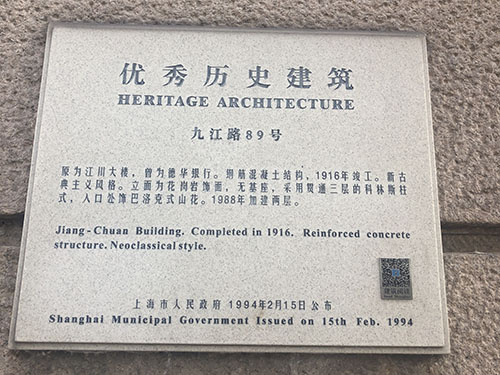 优秀历史建筑
HERITAGE ARCHITECTURE
九江路89号
原为江川大楼，曾为德华银行。钢筋混凝土结构，1916年竣工。新古
典主义风格。立面为花岗岩饰面，无基座，采用贯通三层的科林斯柱
式，入口讼饰巴洛克式山花。1988年加建两层。
Jiang-Chuan Building. Completed in 1916. Reinforced concrete
structure. Neoclassical style.
建筑阅读
上海市人民政府 1994年2月15日公布
Shanghai Municipal Government Issued on 15th Feb. 1994